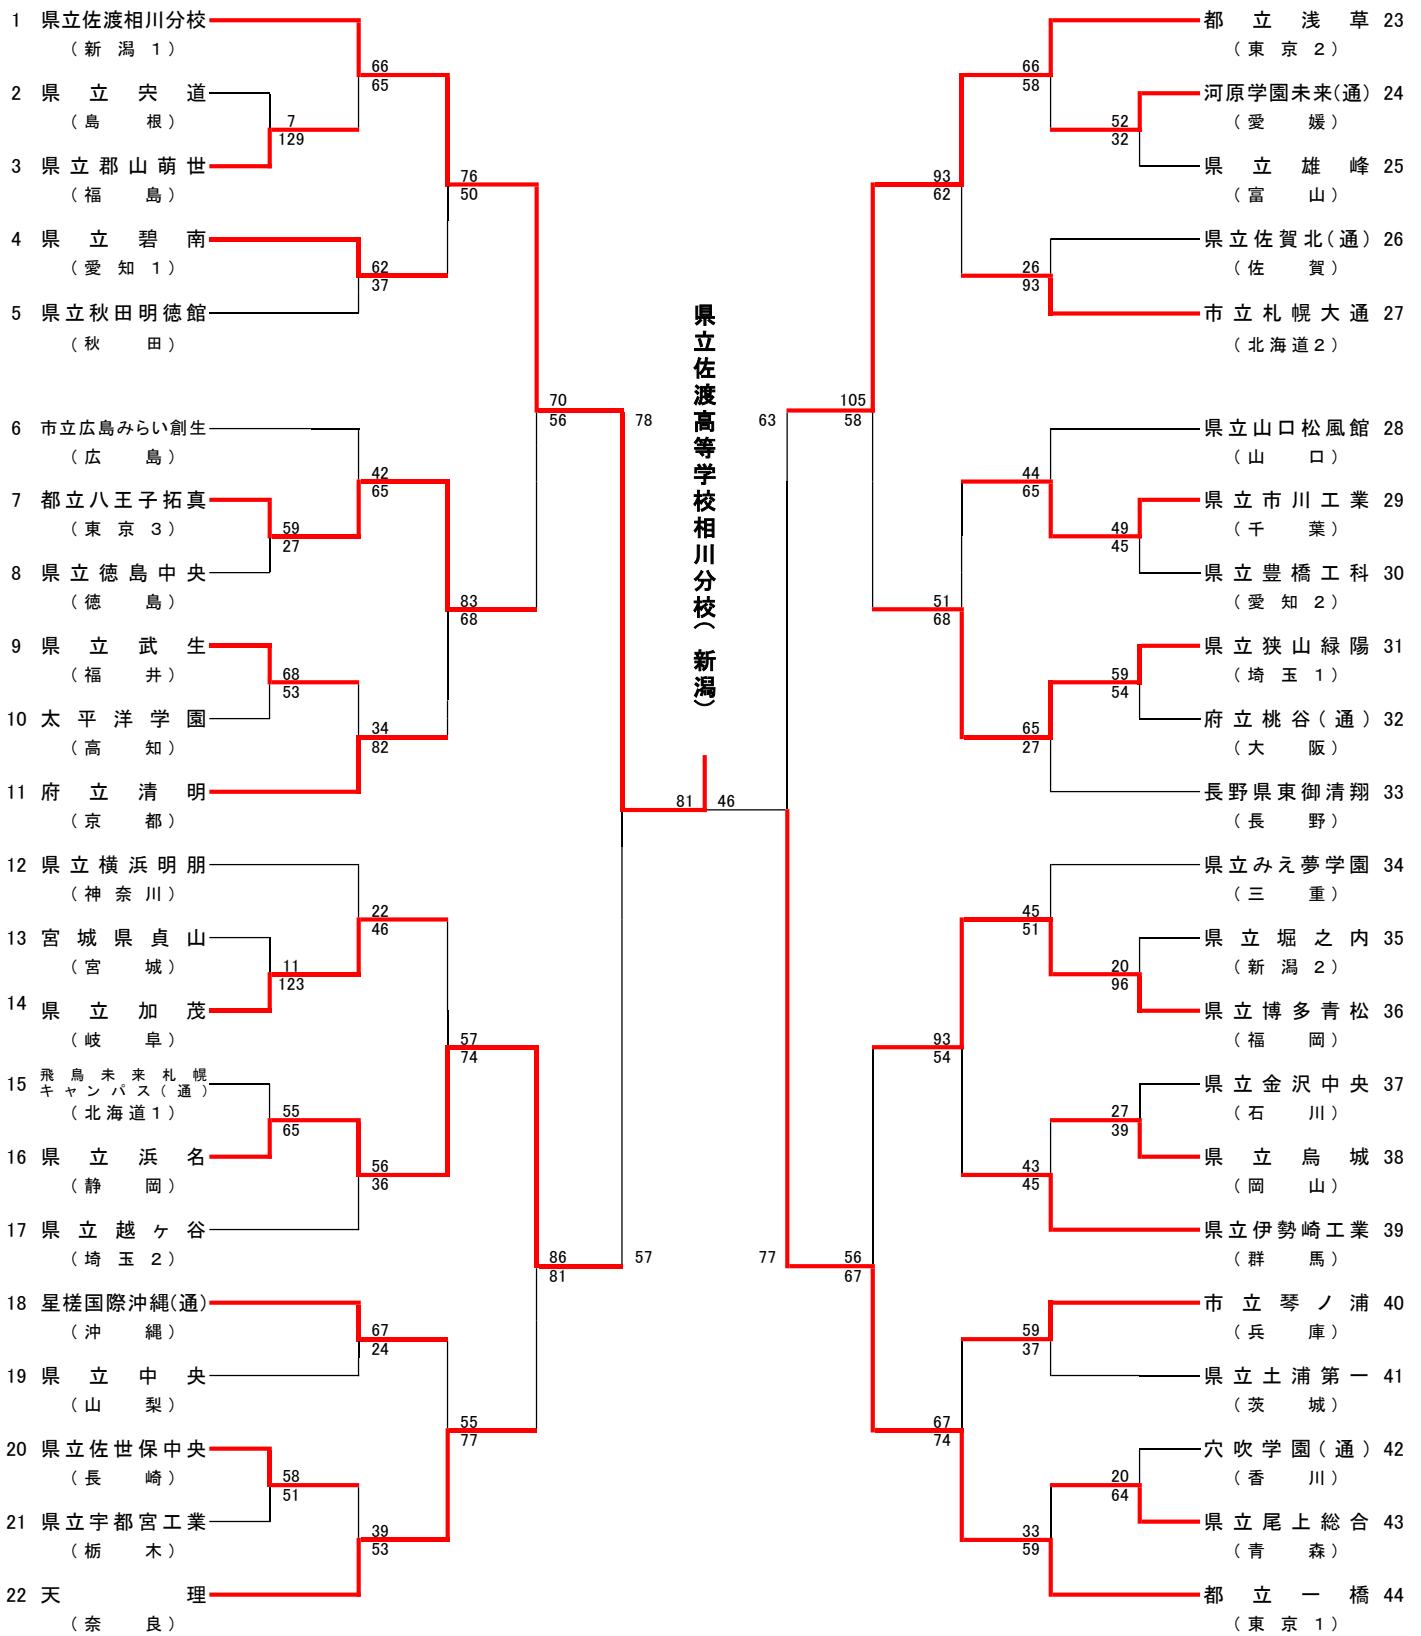 1 県立佐渡相川分校
（新潟1）
66
65
2 県立宍道
（島根）
7
129
3 県立郡山萌世
（福島）
76
50
4 県立碧南
（愛知1）
62
37
5 県立秋田明徳館
（秋田）
70
56
78
6 市立広島みらい創生
（広島）
42
65
7 都立八王子拓真
（東京3）
59
27
8 県立徳島中央
（徳島）
83
68
9 県立武生
（福井）
68
53
10 太平洋学園
（高知）
34
82
11 府立清明
（京都）
81
12 県立横浜明朋
（神奈川）
22
46
13 宮城県貞山
（宮城）
11
123
14 県立加茂
（岐阜）
57
74
15 飛鳥未来札幌
キャンパス（通）
（北海道1）
55
65
16 県立浜名
（静岡）
56
36
17 県立越ヶ谷
（埼玉2）
86
81
57
18 星槎国際沖縄(通)
（沖縄）
67
24
19 県立中央
（山梨）
55
77
20 県立佐世保中央
（長崎）
58
51
21 県立宇都宮工業
（栃木）
39
53
22 天理
（奈良）
県立佐渡高等学校相川分校（新潟）
都立浅草 23
（東京2）
66
58
河原学園未来(通) 24
（愛媛）
52
32
県立雄峰 25
（富山）
93
62
県立佐賀北(通) 26
（佐賀）
26
93
市立札幌大通 27
（北海道2）
105
58
63
県立山口松風館 28
（山口）
44
65
県立市川工業 29
（千葉）
49
45
県立豊橋工科 30
（愛知2）
51
68
県立狭山緑陽 31
（埼玉1）
59
54
府立桃谷（通） 32
（大阪）
65
27
長野県東御清翔 33
（長野）
46
県立みえ夢学園 34
（三重）
45
51
県立堀之内 35
（新潟2）
20
96
県立博多青松 36
（福岡）
93
54
県立金沢中央 37
（石川）
27
39
県立烏城 38
（岡山）
43
45
県立伊勢崎工業 39
（群馬）
77
56
67
市立琴ノ浦 40
（兵庫）
59
37
県立土浦第一 41
（茨城）
67
74
穴吹学園（通） 42
（香川）
20
64
県立尾上総合 43
（青森）
33
59
都立一橋 44
（東京1）